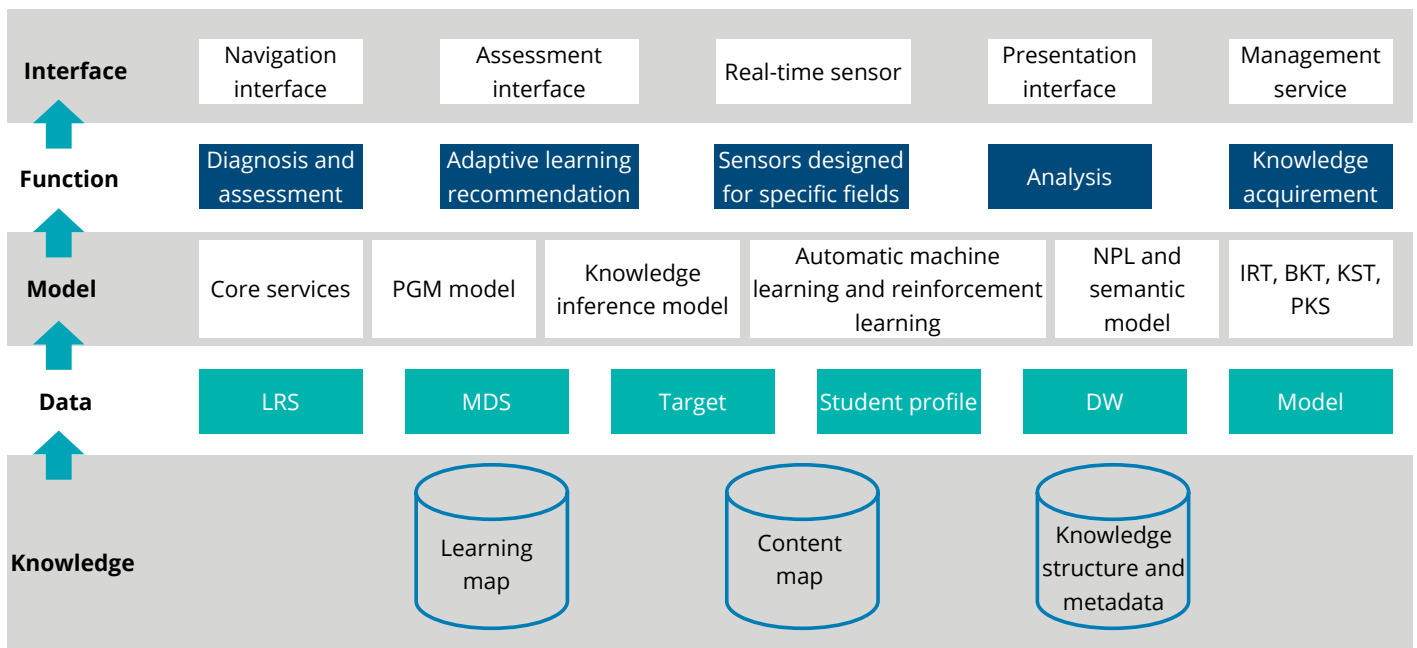 Interface
Navigation
interface
Assessment
interface
Real-time sensor
Presentation
interface
Management
service
Function
Diagnosis and
assessment
Adaptive learning
recommendation
Sensors designed
for specific fields
Analysis
Knowledge
acquirement
Model
Core services
PGM model
Knowledge
inference model
Automatic machine
learning and reinforcement
learning
NPL and
semantic
model
IRT, BKT, KST,
PKS
Data
LRS
MDS
Target
Student profile
DW
Model
Knowledge
Learning
map
Content
map
Knowledge
structure and
metadata